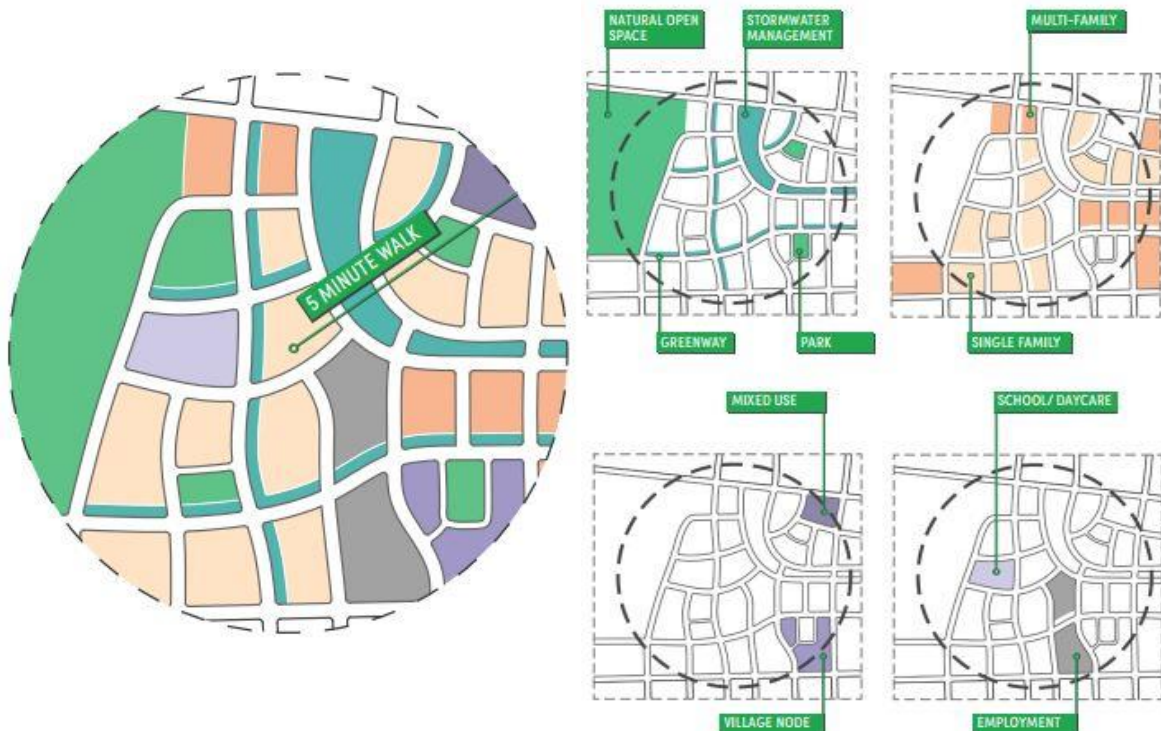 5 MINUTE WALK
NATURAL OPEN
SPACE
STORMWATER
MANAGEMENT
MULTI-FAMILY
GREENWAY
PARK
SINGLE FAMILY
MIXED USE
SCHOOL/ DAYCARE
VILLAGE NODE
EMPLOYMENT